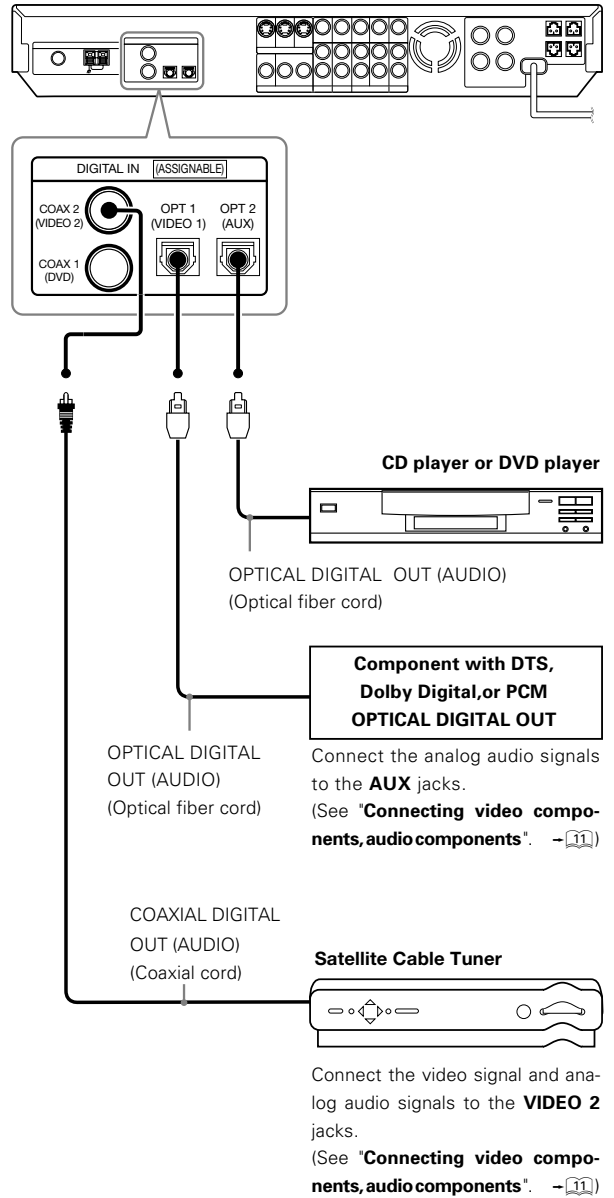 DIGITAL IN (ASSIGNABLE)
COAX 2
(VIDEO 2)
OPT 1
(VIDEO 1)
OPT 2
(AUX)
COAX 1
(DVD)
CD player or DVD player
OPTICAL DIGITAL OUT (AUDIO)
(Optical fiber cord)
Component with DTS,
Dolby Digital,or PCM
OPTICAL DIGITAL OUT
OPTICAL DIGITAL
OUT (AUDIO)
(Optical fiber cord)
Connect the analog audio signals
to the AUX jacks.
(See "Connecting video compo-
nents, audio components". → 11)
COAXIAL DIGITAL
OUT (AUDIO)
(Coaxial cord)
Satellite Cable Tuner
Connect the video signal and ana-
log audio signals to the VIDEO 2
jacks.
(See "Connecting video compo-
nents, audio components". → 11)